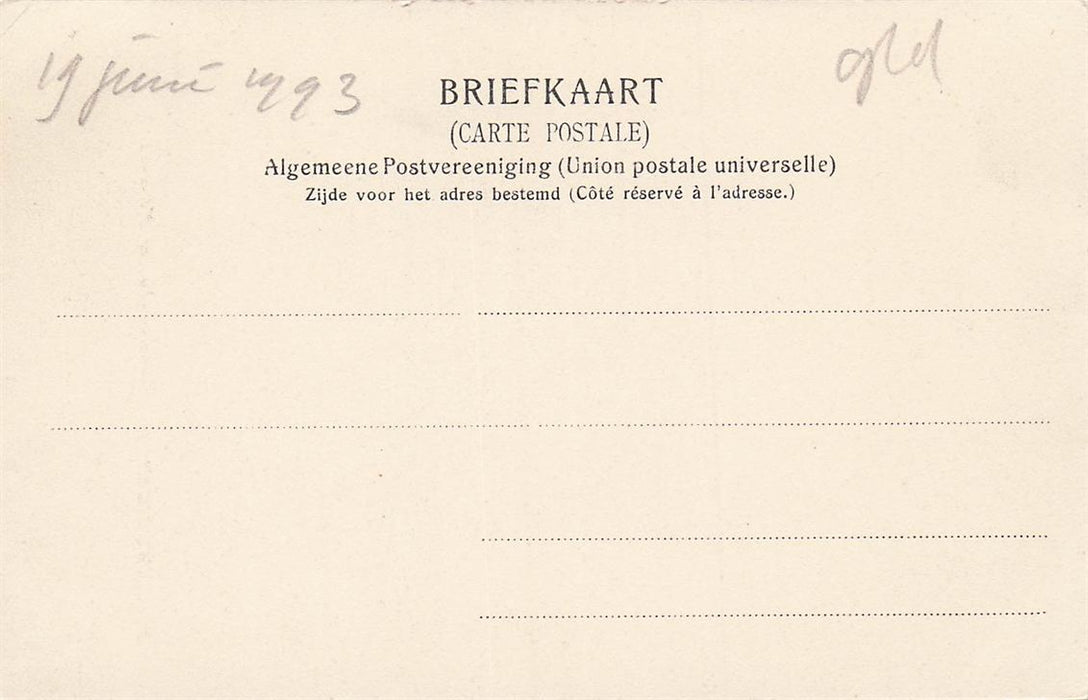 19 juni 1993
gld
BRIEFKAART
(CARTE POSTALE)
Algemeene Postvereeniging (Union postale universelle)
Zijde voor het adres bestemd (Côté réservé à l'adresse.)